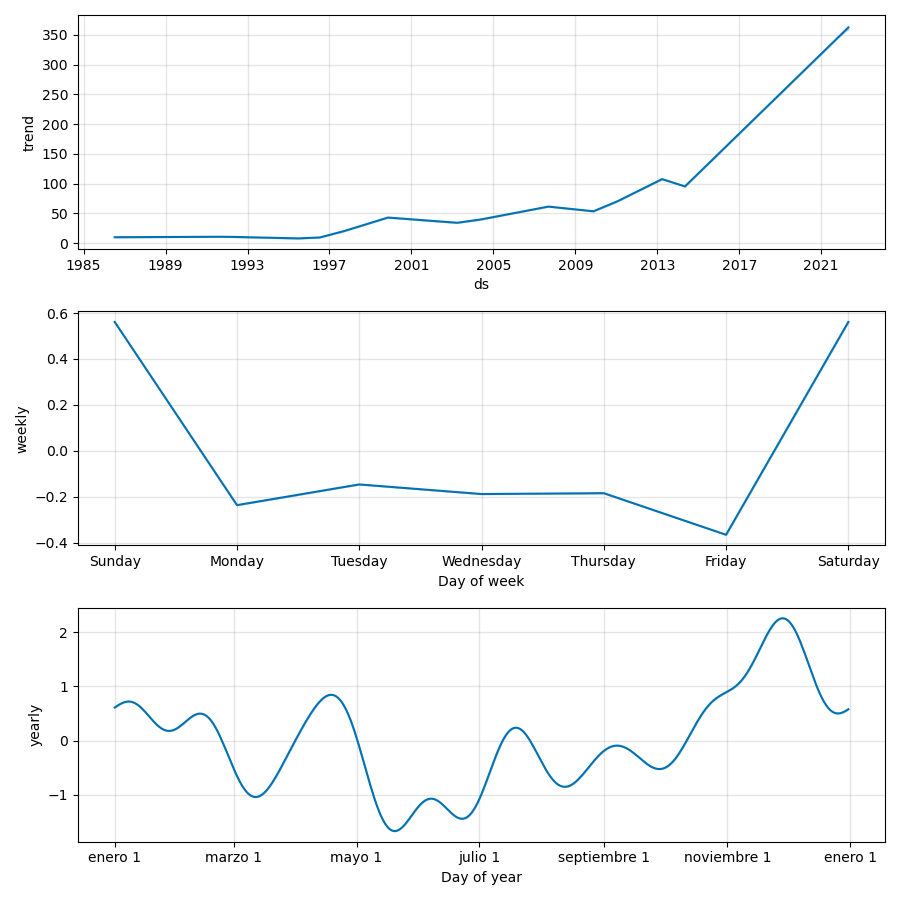 350
300
250
200
150
100
50
0
trend
1985 1989 1993 1997 2001 2005 2009 2013 2017 2021
ds
0.6
0.4
0.2
0.0
−0.2
−0.4
weekly
Sunday Monday Tuesday Wednesday Thursday Friday Saturday
Day of week
2
1
0
−1
yearly
enero 1 marzo 1 mayo 1 julio 1 septiembre 1 noviembre 1 enero 1
Day of year